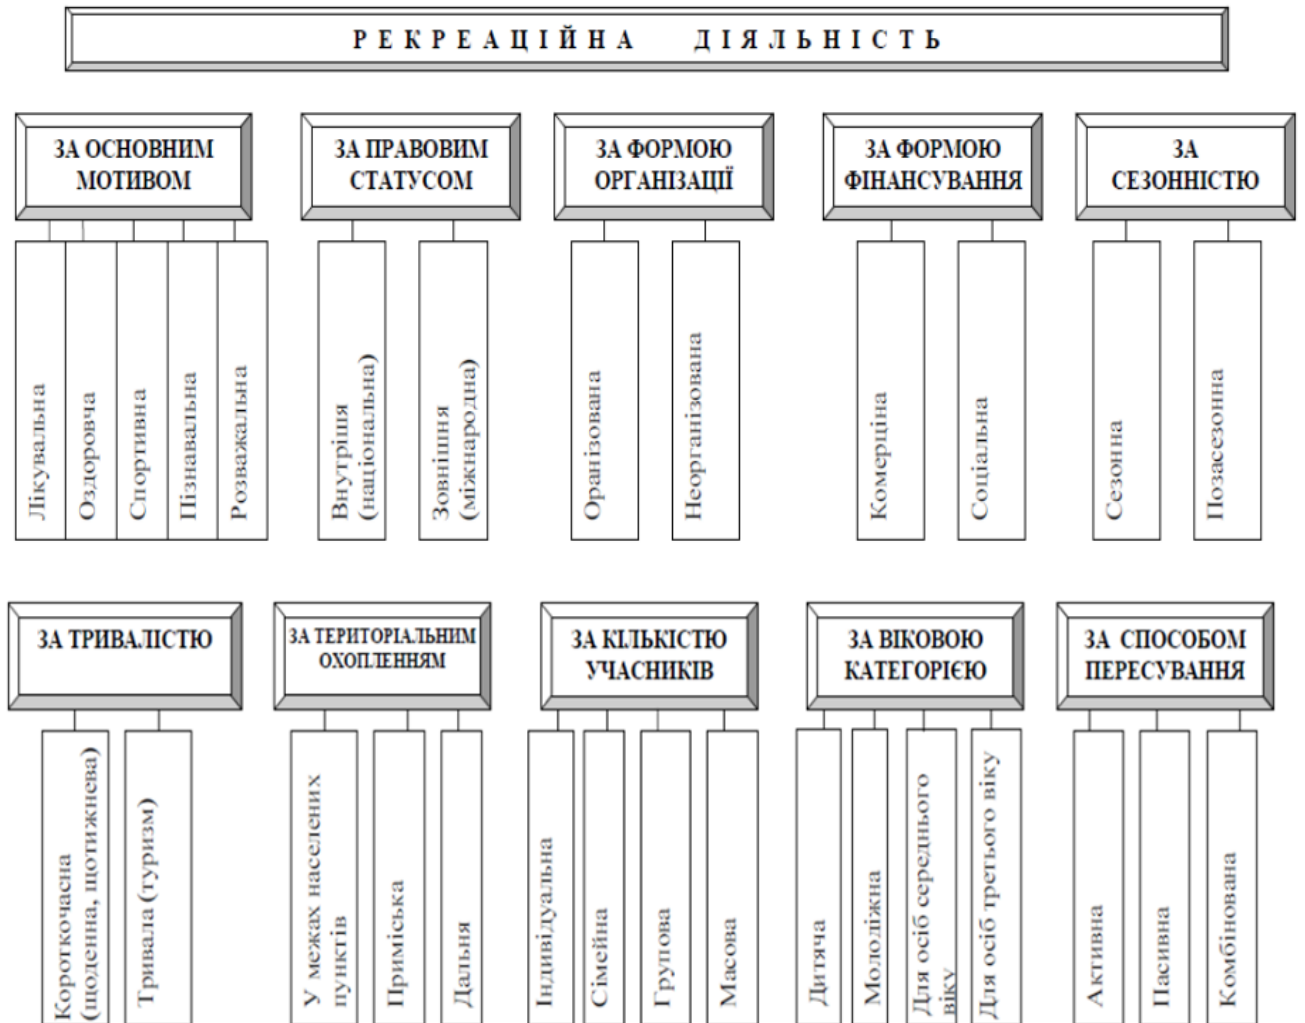 РЕКРЕАЦІЙНА ДІЯЛЬНІСТЬ
ЗА ОСНОВНИМ
МОТИВОМ
Лікувальна
Оздоровча
Спортивна
Пізнавальна
Розважальна
ЗА ПРАВОВИМ
СТАТУСОМ
Внутрішя
(національна)
Зовнішня
(міжнародна)
ЗА ФОРМОЮ
ОРГАНІЗАЦІЇ
Оранізована
Неорганізована
ЗА ФОРМОЮ
ФІНАНСУВАННЯ
Комерціна
Соціальна
ЗА
СЕЗОННІСТЮ
Сезонна
Позасезонна
ЗА ТРИВАЛІСТЮ
Короткочасна
(щоденна, щотижнева)
Тривала (туризм)
ЗА ТЕРИТОРІАЛЬНИМ
ОХОПЛЕННЯМ
У межах населених
пунктів
Приміська
Дальня
ЗА КІЛЬКІСТЮ
УЧАСНИКІВ
Індивідуальна
Сімейна
Групова
Масова
ЗА ВІКОВОЮ
КАТЕГОРІЄЮ
Дитяча
Молодіжна
Для осіб середнього
віку
Для осіб третього віку
ЗА СПОСОБОМ
ПЕРЕСУВАННЯ
Активна
Пасивна
Комбінована